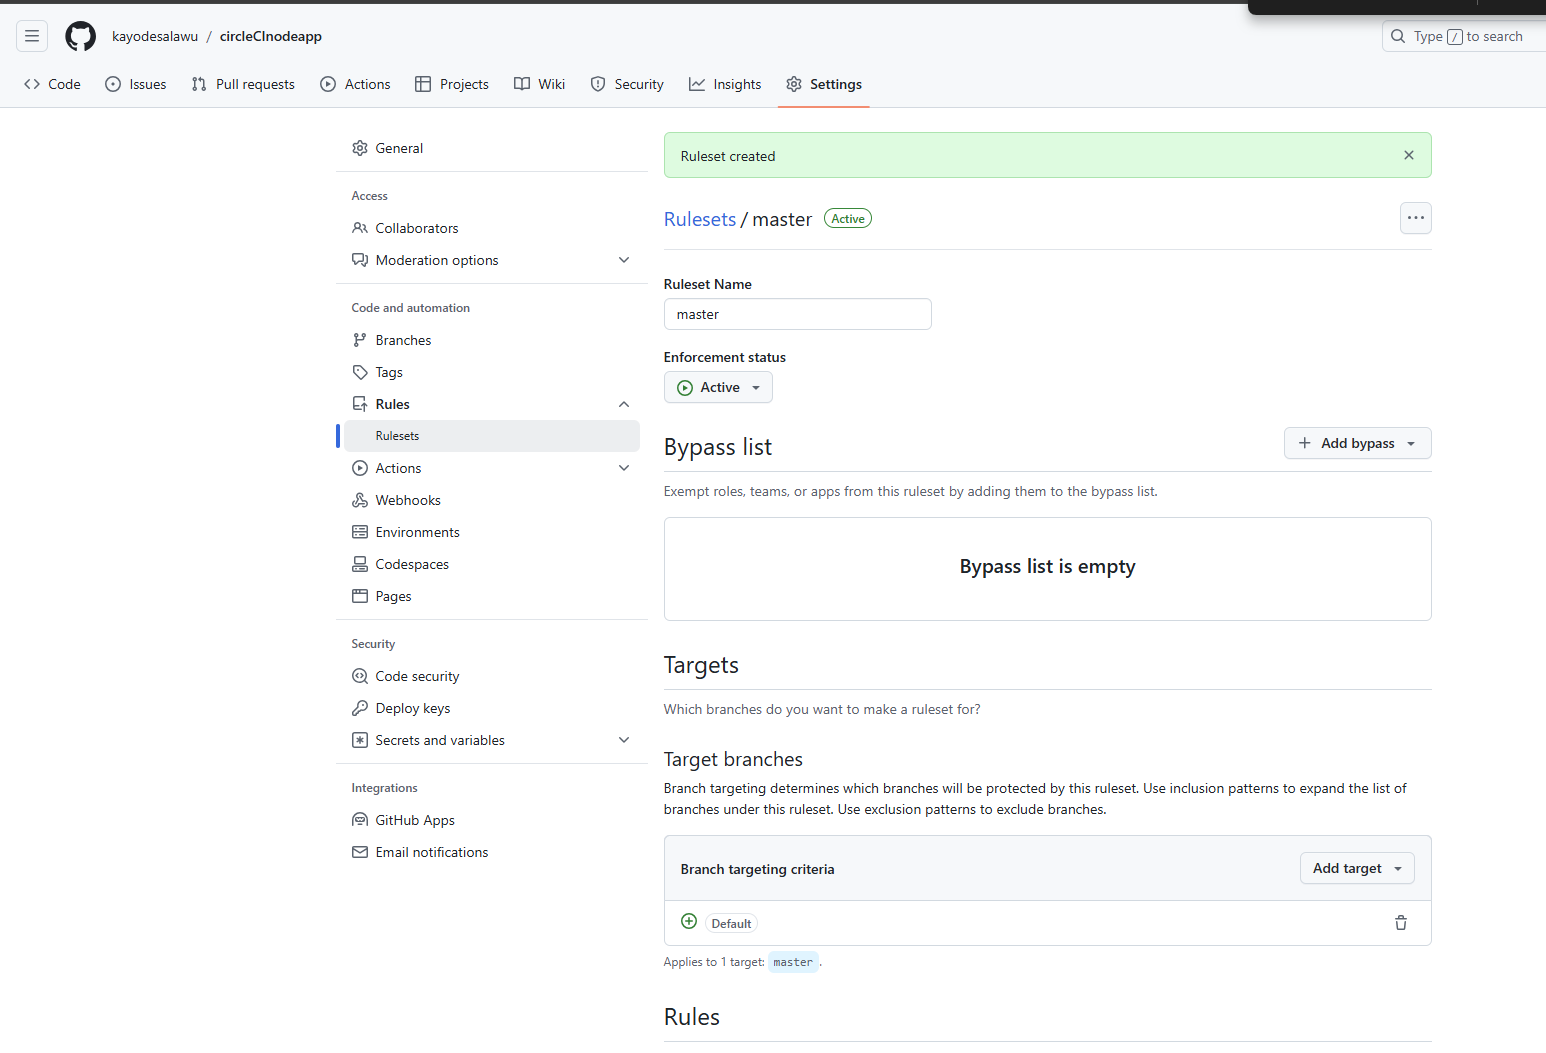 kayodesalawu / circleCInodeapp
Type / to search
Code Issues Pull requests Actions Projects Wiki Security Insights Settings
General
Access
Collaborators
Moderation options
Code and automation
Branches
Tags
Rules
Rulesets
Actions
Webhooks
Environments
Codespaces
Pages
Security
Code security
Deploy keys
Secrets and variables
Integrations
GitHub Apps
Email notifications
Ruleset created
Rulesets / master Active
Ruleset Name
master
Enforcement status
Active
Bypass list
Add bypass
Exempt roles, teams, or apps from this ruleset by adding them to the bypass list.
Bypass list is empty
Targets
Which branches do you want to make a ruleset for?
Target branches
Branch targeting determines which branches will be protected by this ruleset. Use inclusion patterns to expand the list of
branches under this ruleset. Use exclusion patterns to exclude branches.
Branch targeting criteria
Add target
Default
Applies to 1 target: master .
Rules